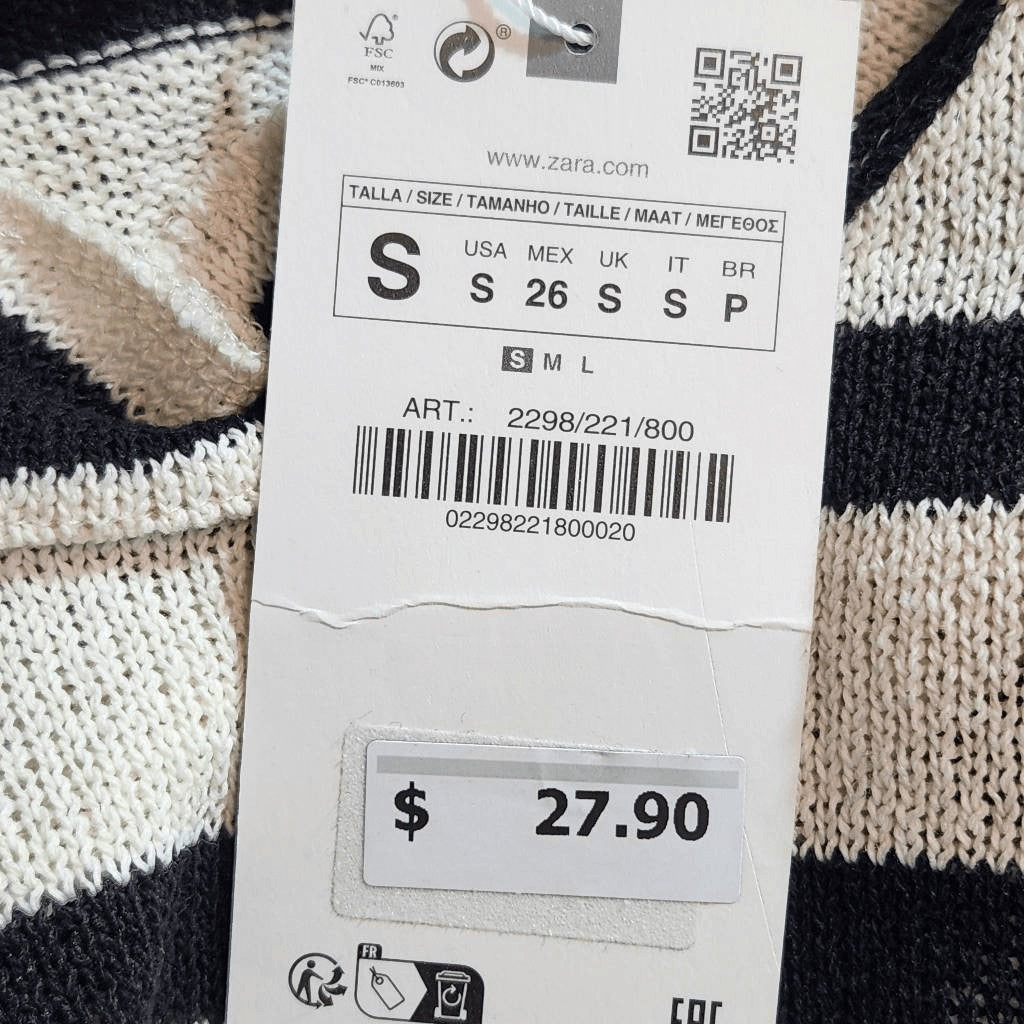 FSC
MIX
FSC® C013603
®
www.zara.com
TALLA / SIZE / TAMANHO / TAILLE / MAAT / ΜΕΓΕΘΟΣ
S
USA MEX UK IT BR
S 26 S S P
S M L
ART.: 2298/221/800
02298221800020
$ 27.90
FR
EAC